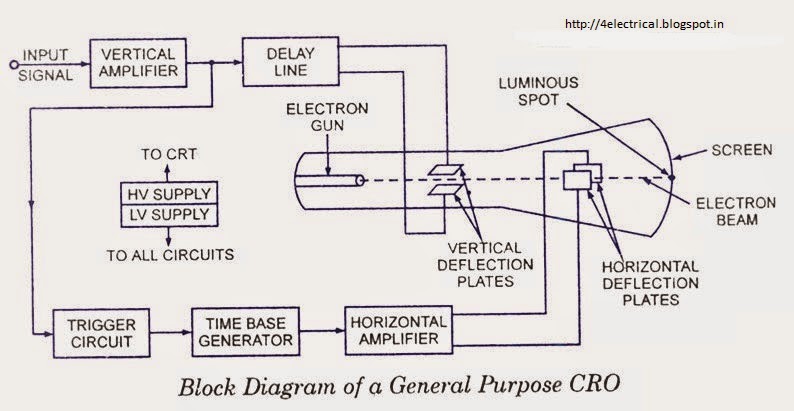 http://4electrical.blogspot.in
INPUT
SIGNAL
VERTICAL
AMPLIFIER
DELAY
LINE
ELECTRON
GUN
LUMINOUS
SPOT
SCREEN
ELECTRON
BEAM
TO CRT
HV SUPPLY
LV SUPPLY
TO ALL CIRCUITS
VERTICAL
DEFLECTION
PLATES
HORIZONTAL
DEFLECTION
PLATES
TRIGGER
CIRCUIT
TIME BASE
GENERATOR
HORIZONTAL
AMPLIFIER
Block Diagram of a General Purpose CRO